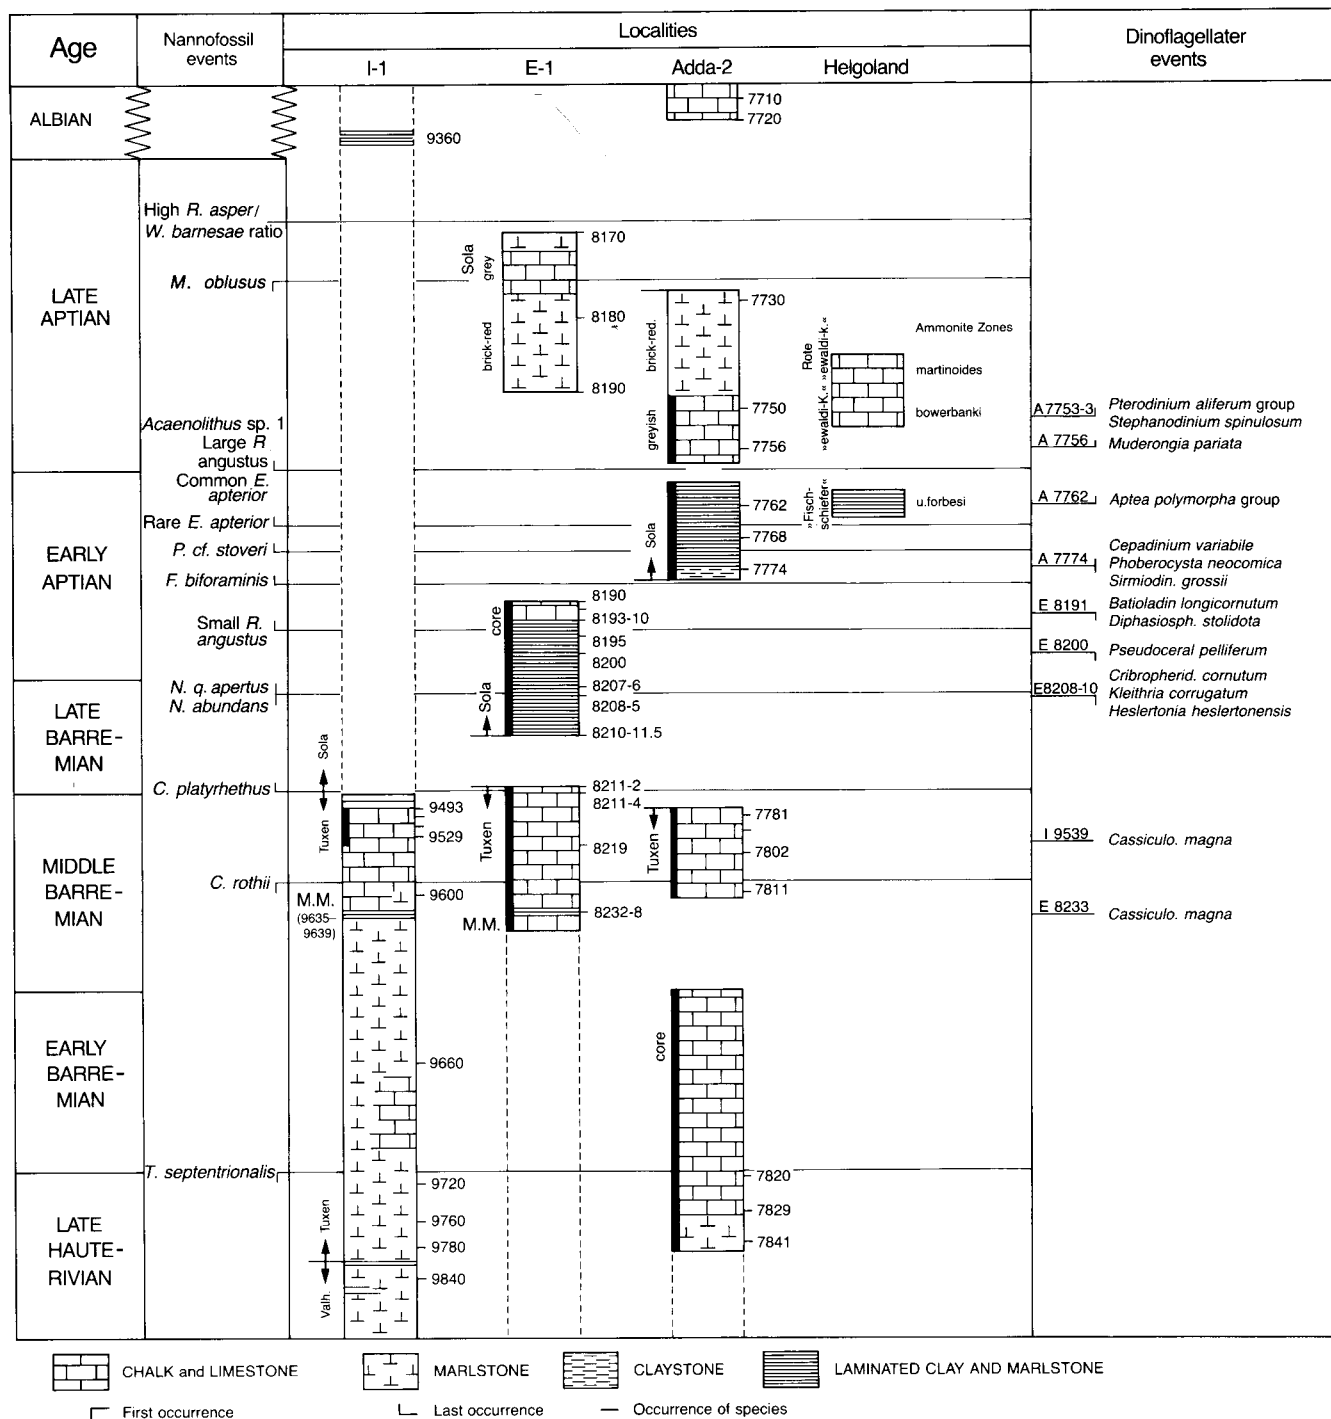 Age
Nannofossil
events
Localities
Dinoflagellater
events
I-1
E-1
Adda-2
Helgoland
ALBIAN
9360
7710
7720
High R. asper/
W. barnesae ratio
M. oblusus
LATE
APTIAN
Sola
grey
brick-red
8170
8180
8190
brick-red.
greyish
7730
7750
7756
Rote
»ewaldi-K.« »ewaldi-k.«
Ammonite Zones
martinoides
bowerbanki
A 7753-3
Pterodinium aliferum group
Stephanodinium spinulosum
A 7756
Muderongia pariata
Acaenolithus sp. 1
Large R
angustus
Common E.
apterior
Rare E. apterior
P. cf. stoveri
F. biforaminis
EARLY
APTIAN
Small R.
angustus
Sola
7762
7768
7774
»Fisch-
schiefer«
u.forbesi
A 7762
Aptea polymorpha group
A 7774
Cepadinium variabile
Phoberocysta neocomica
Sirmiodin. grossii
core
Sola
8190
8193-10
8195
8200
8207-6
8208-5
8210-11.5
E 8191
Batioladin longicornutum
Diphasiosph. stolidota
E 8200
Pseudoceral pelliferum
E8208-10
Cribropherid. cornutum
Kleithria corrugatum
Heslertonia heslertonensis
N. q. apertus
N. abundans
LATE
BARRE-
MIAN
C. platyrhethus
Sola
Tuxen
9493
9529
9600
M.M.
(9635–
9639)
Tuxen
8211-2
8211-4
8219
8232-8
M.M.
Tuxen
7781
7802
7811
I 9539
Cassiculo. magna
E 8233
Cassiculo. magna
MIDDLE
BARRE-
MIAN
C. rothii
EARLY
BARRE-
MIAN
9660
core
T. septentrionalis
LATE
HAUTE-
RIVIAN
Tuxen
Valh.
9720
9760
9780
9840
7820
7829
7841
CHALK and LIMESTONE
MARLSTONE
CLAYSTONE
LAMINATED CLAY AND MARLSTONE
First occurrence
Last occurrence
Occurrence of species